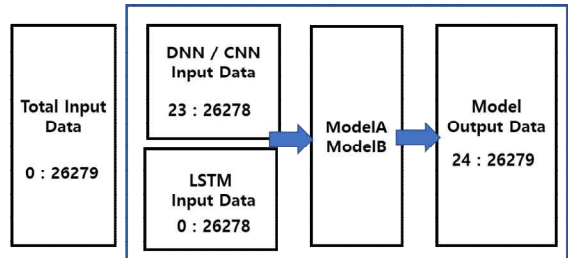 Total Input
Data
0 : 26279
DNN / CNN
Input Data
23 : 26278
LSTM
Input Data
0 : 26278
ModelA
ModelB
Model
Output Data
24 : 26279